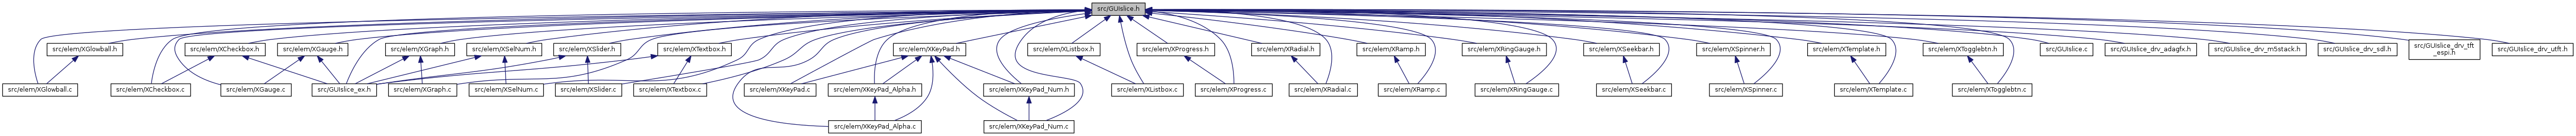 src/GUIslice.h
src/elem/XGlowball.h
src/elem/XCheckbox.h
src/elem/XGauge.h
src/elem/XGraph.h
src/elem/XSelNum.h
src/elem/XSlider.h
src/elem/XTextbox.h
src/elem/XKeyPad.h
src/elem/XListbox.h
src/elem/XProgress.h
src/elem/XRadial.h
src/elem/XRamp.h
src/elem/XRingGauge.h
src/elem/XSeekbar.h
src/elem/XSpinner.h
src/elem/XTemplate.h
src/elem/XTogglebtn.h
src/GUIslice.c
src/GUIslice_drv_adagfx.h
src/GUIslice_drv_m5stack.h
src/GUIslice_drv_sdl.h
src/GUIslice_drv_tft
_espi.h
src/GUIslice_drv_utft.h
src/elem/XGlowball.c
src/elem/XCheckbox.c
src/elem/XGauge.c
src/GUIslice_ex.h
src/elem/XGraph.c
src/elem/XSelNum.c
src/elem/XSlider.c
src/elem/XTextbox.c
src/elem/XKeyPad.c
src/elem/XKeyPad_Alpha.h
src/elem/XKeyPad_Num.h
src/elem/XListbox.c
src/elem/XProgress.c
src/elem/XRadial.c
src/elem/XRamp.c
src/elem/XRingGauge.c
src/elem/XSeekbar.c
src/elem/XSpinner.c
src/elem/XTemplate.c
src/elem/XTogglebtn.c
src/elem/XKeyPad_Alpha.c
src/elem/XKeyPad_Num.c